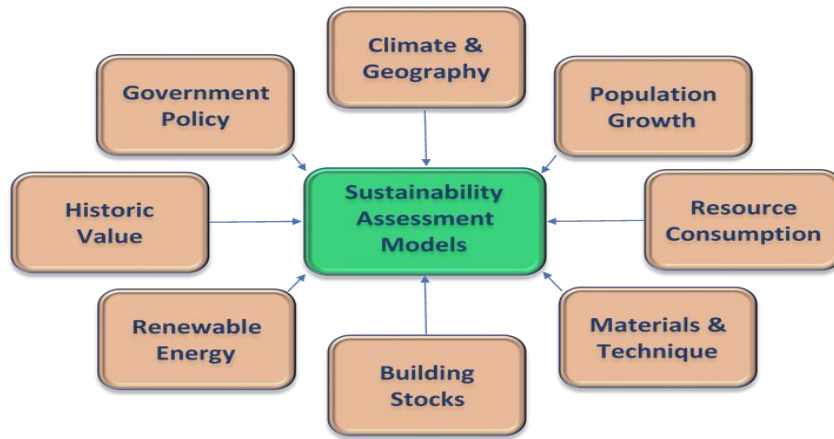 Climate &
Geography
Government
Policy
Population
Growth
Historic
Value
Sustainability
Assessment
Models
Resource
Consumption
Renewable
Energy
Building
Stocks
Materials &
Technique